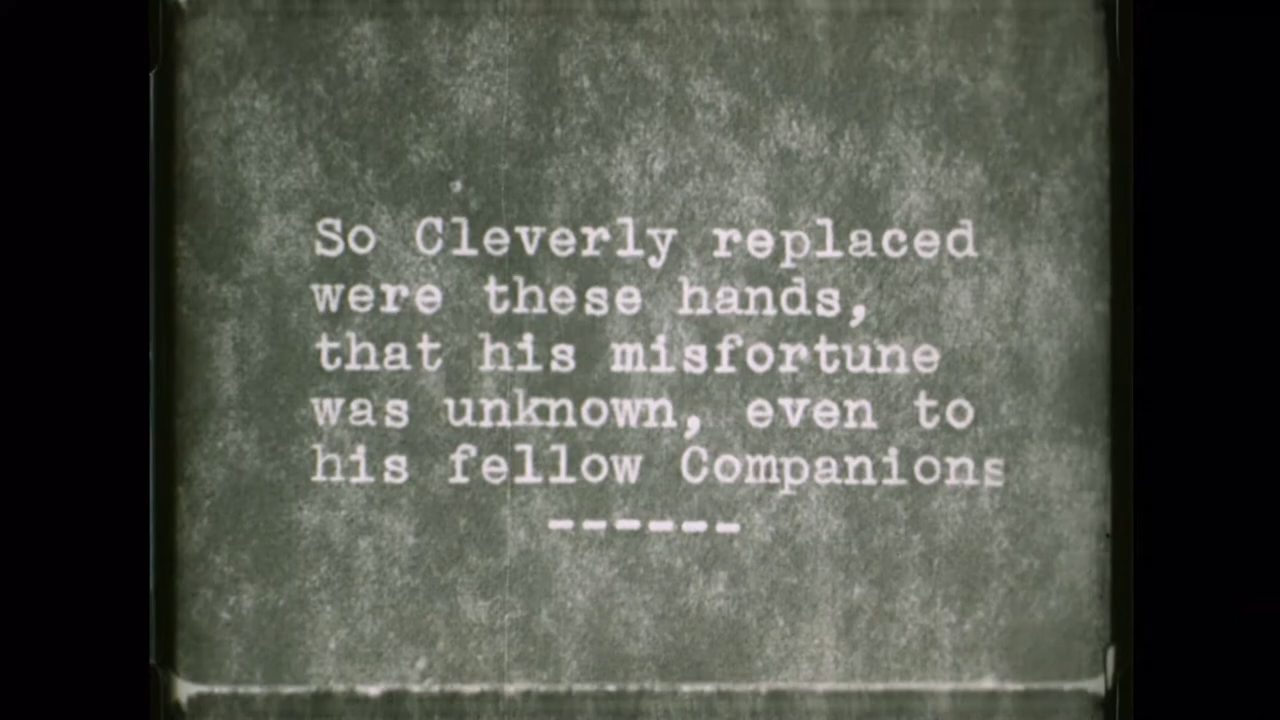 So Cleverly replaced
were these hands,
that his misfortune
was unknown, even to
his fellow Companions
------